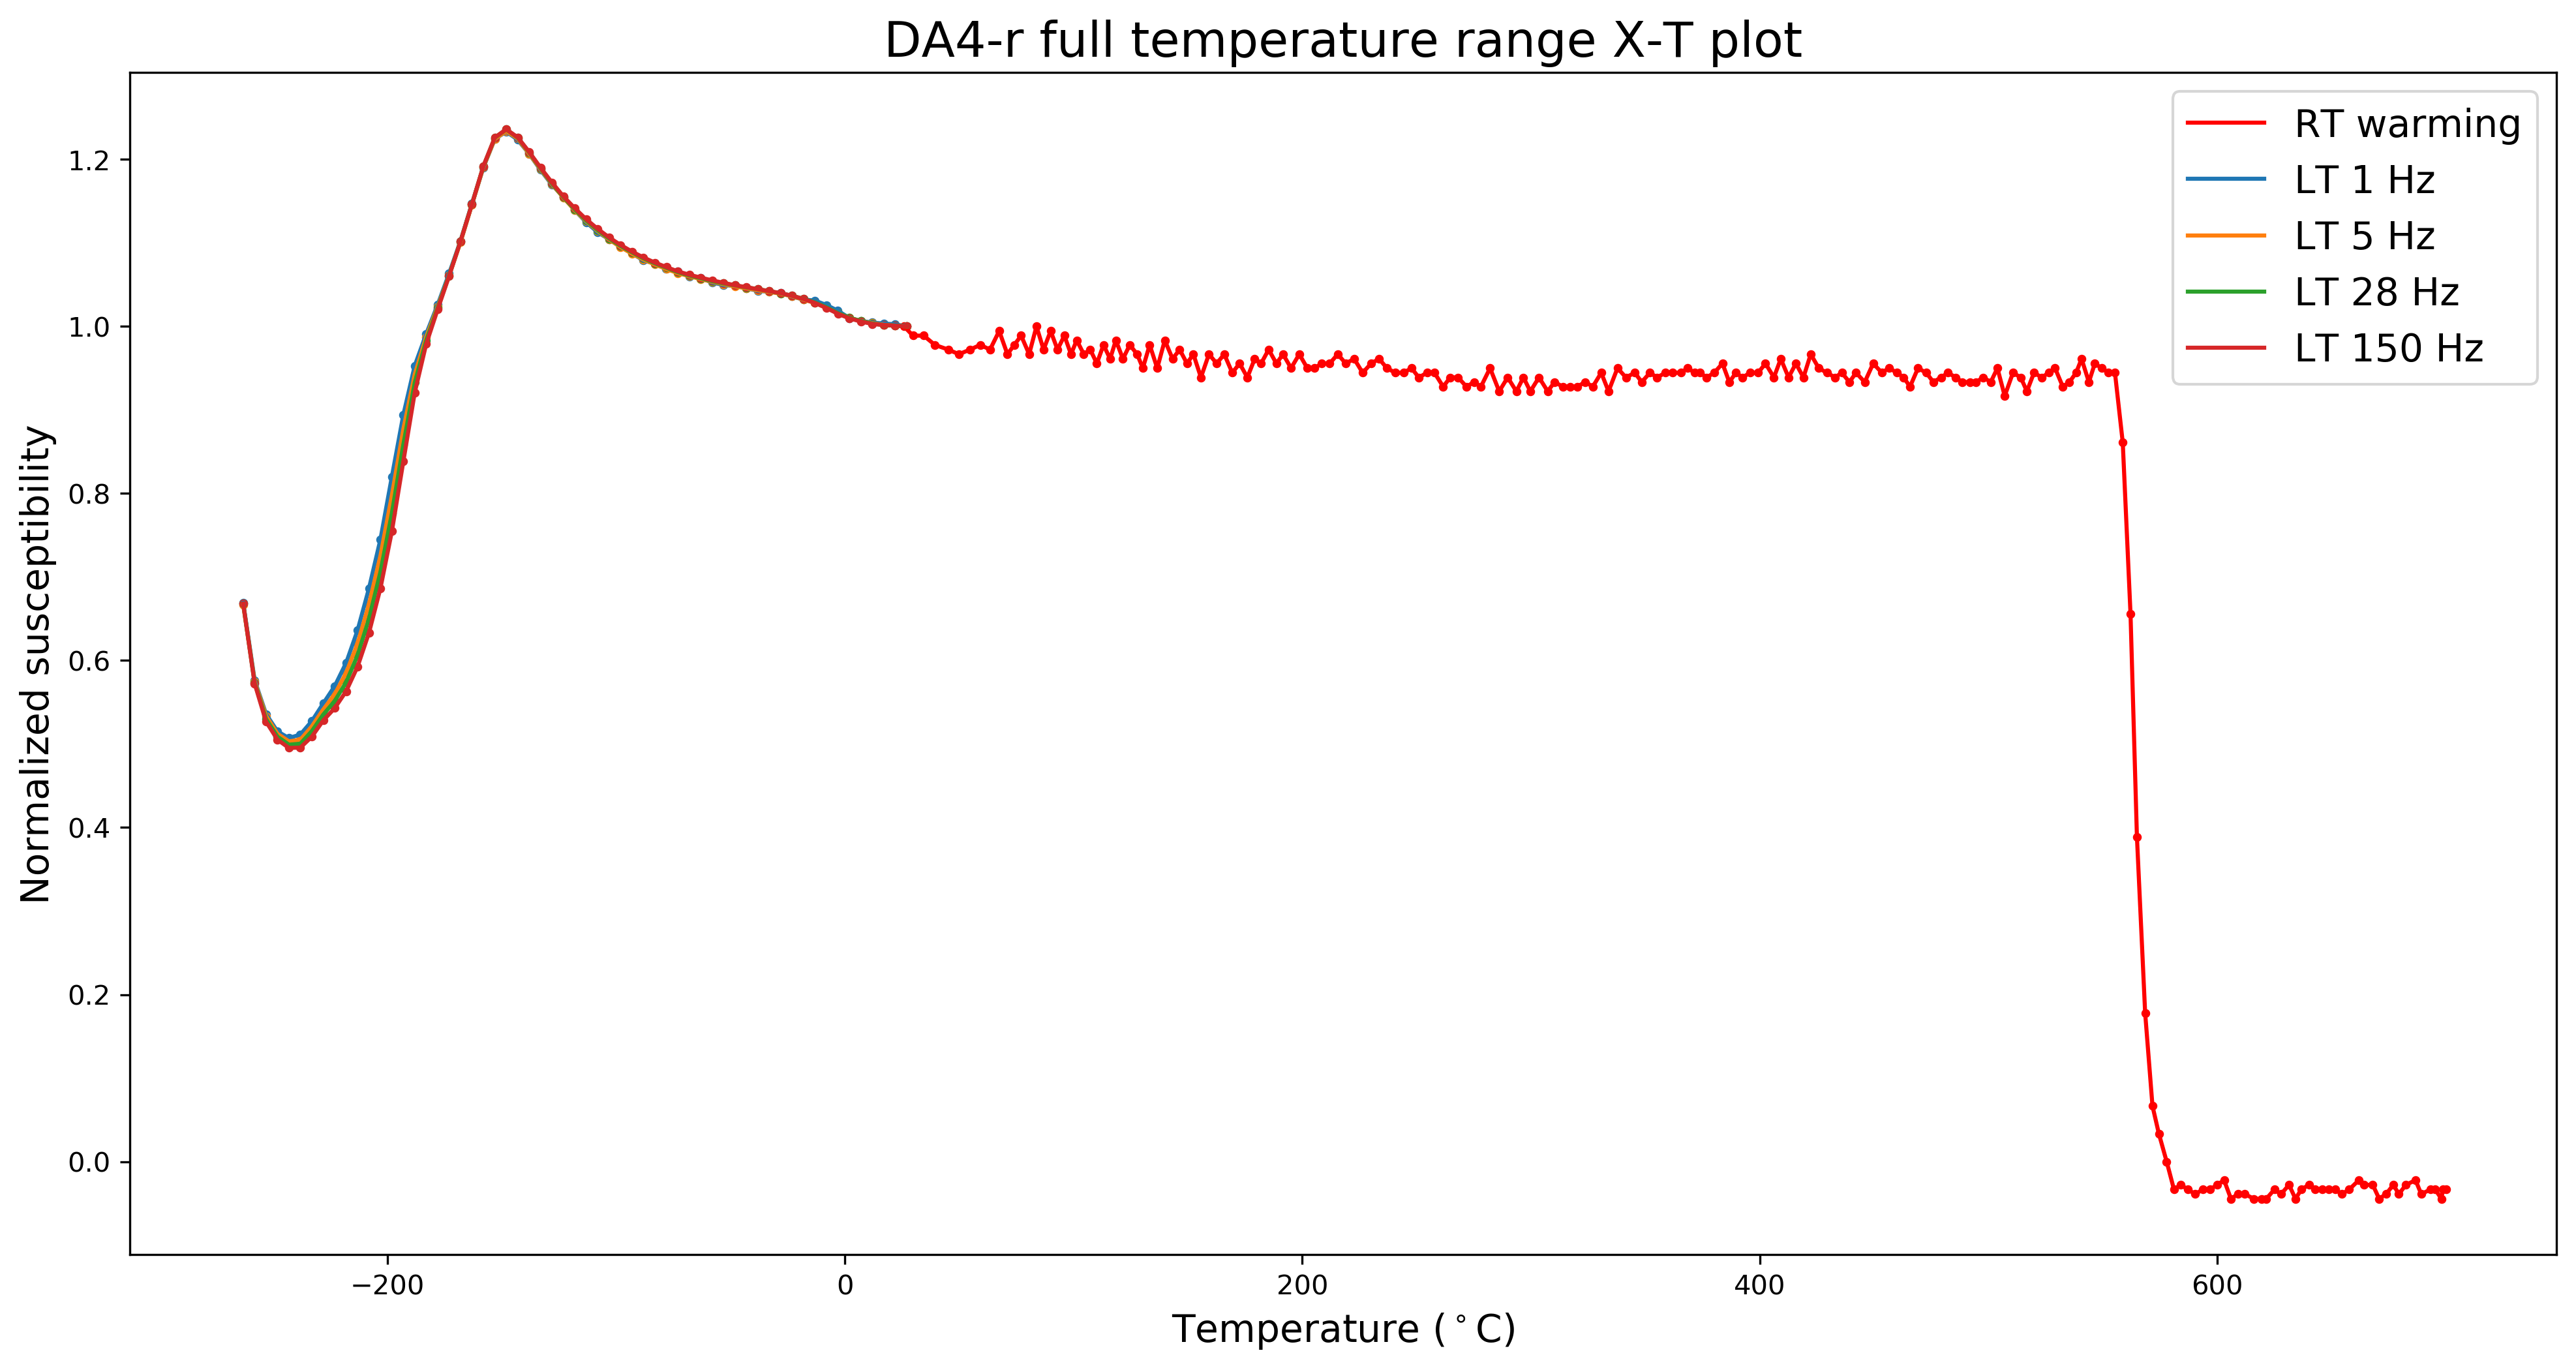 DA4-r full temperature range X-T plot
RT warming
LT 1 Hz
LT 5 Hz
LT 28 Hz
LT 150 Hz
Normalized susceptibility
1.2
1.0
0.8
0.6
0.4
0.2
0.0
−200
0
200
400
600
Temperature (°C)